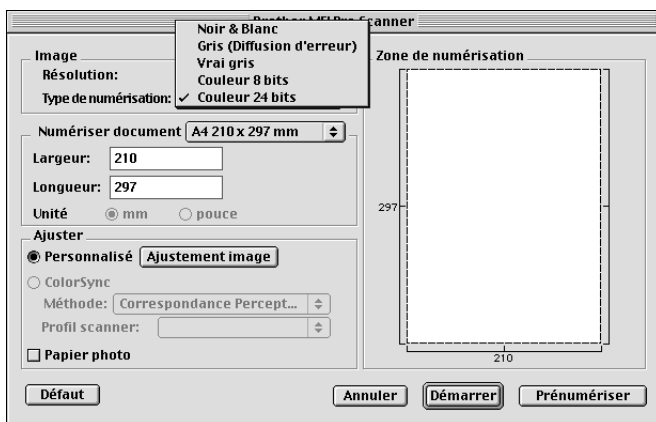 Scanner
Noir & Blanc
Gris (Diffusion d'erreur)
Vrai gris
Couleur 8 bits
✓ Couleur 24 bits
Image
Résolution:
Type de numérisation:
Numériser document A4 210 x 297 mm
Largeur: 210
Longueur: 297
Unité mm pouce
Ajuster
Personnalisé Ajustement image
ColorSync
Méthode: Correspondance Percept...
Profil scanner:
Papier photo
Zone de numérisation
297
210
Défaut Annuler Démarrer Prénumériser